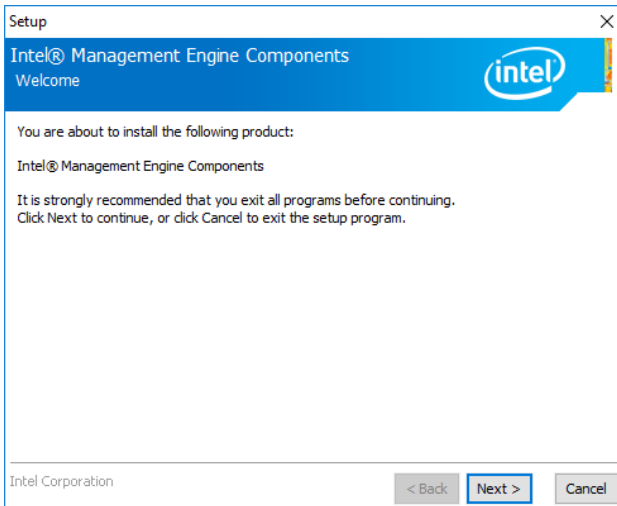 Setup
Intel® Management Engine Components
Welcome
intel
You are about to install the following product:
Intel® Management Engine Components
It is strongly recommended that you exit all programs before continuing.
Click Next to continue, or click Cancel to exit the setup program.
Intel Corporation
< Back Next > Cancel